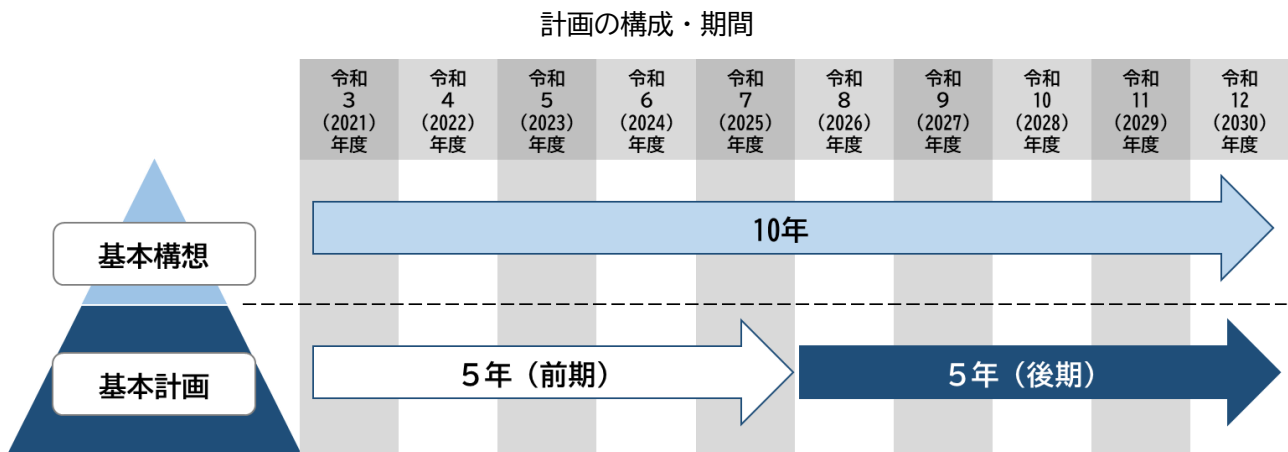 計画の構成・期間
令和
3
(2021)
年度
令和
4
(2022)
年度
令和
5
(2023)
年度
令和
6
(2024)
年度
令和
7
(2025)
年度
令和
8
(2026)
年度
令和
9
(2027)
年度
令和
10
(2028)
年度
令和
11
(2029)
年度
令和
12
(2030)
年度
基本構想
10年
基本計画
５年（前期）
５年（後期）